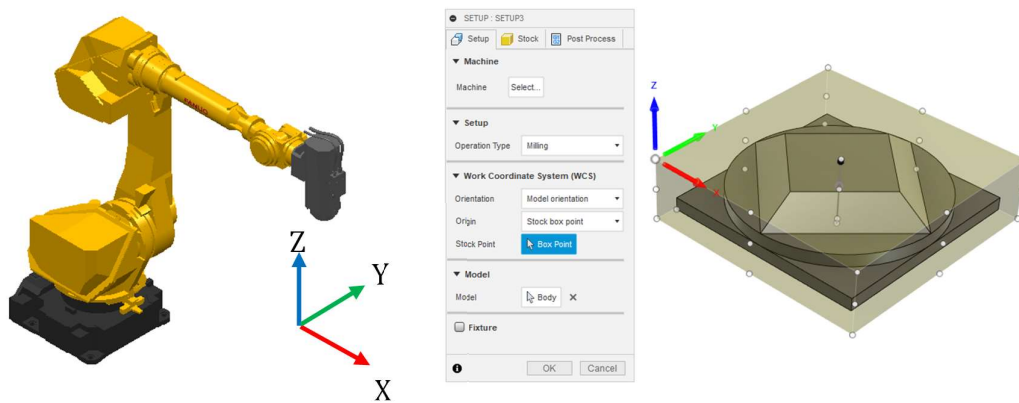 FANUC
Z
Y
X
SETUP : SETUP3
Setup
Stock
Post Process
Machine
Machine
Select...
Setup
Operation Type
Milling
Work Coordinate System (WCS)
Orientation
Model orientation
Origin
Stock box point
Stock Point
Box Point
Model
Model
Body
Fixture
OK
Cancel
Z
Y
X